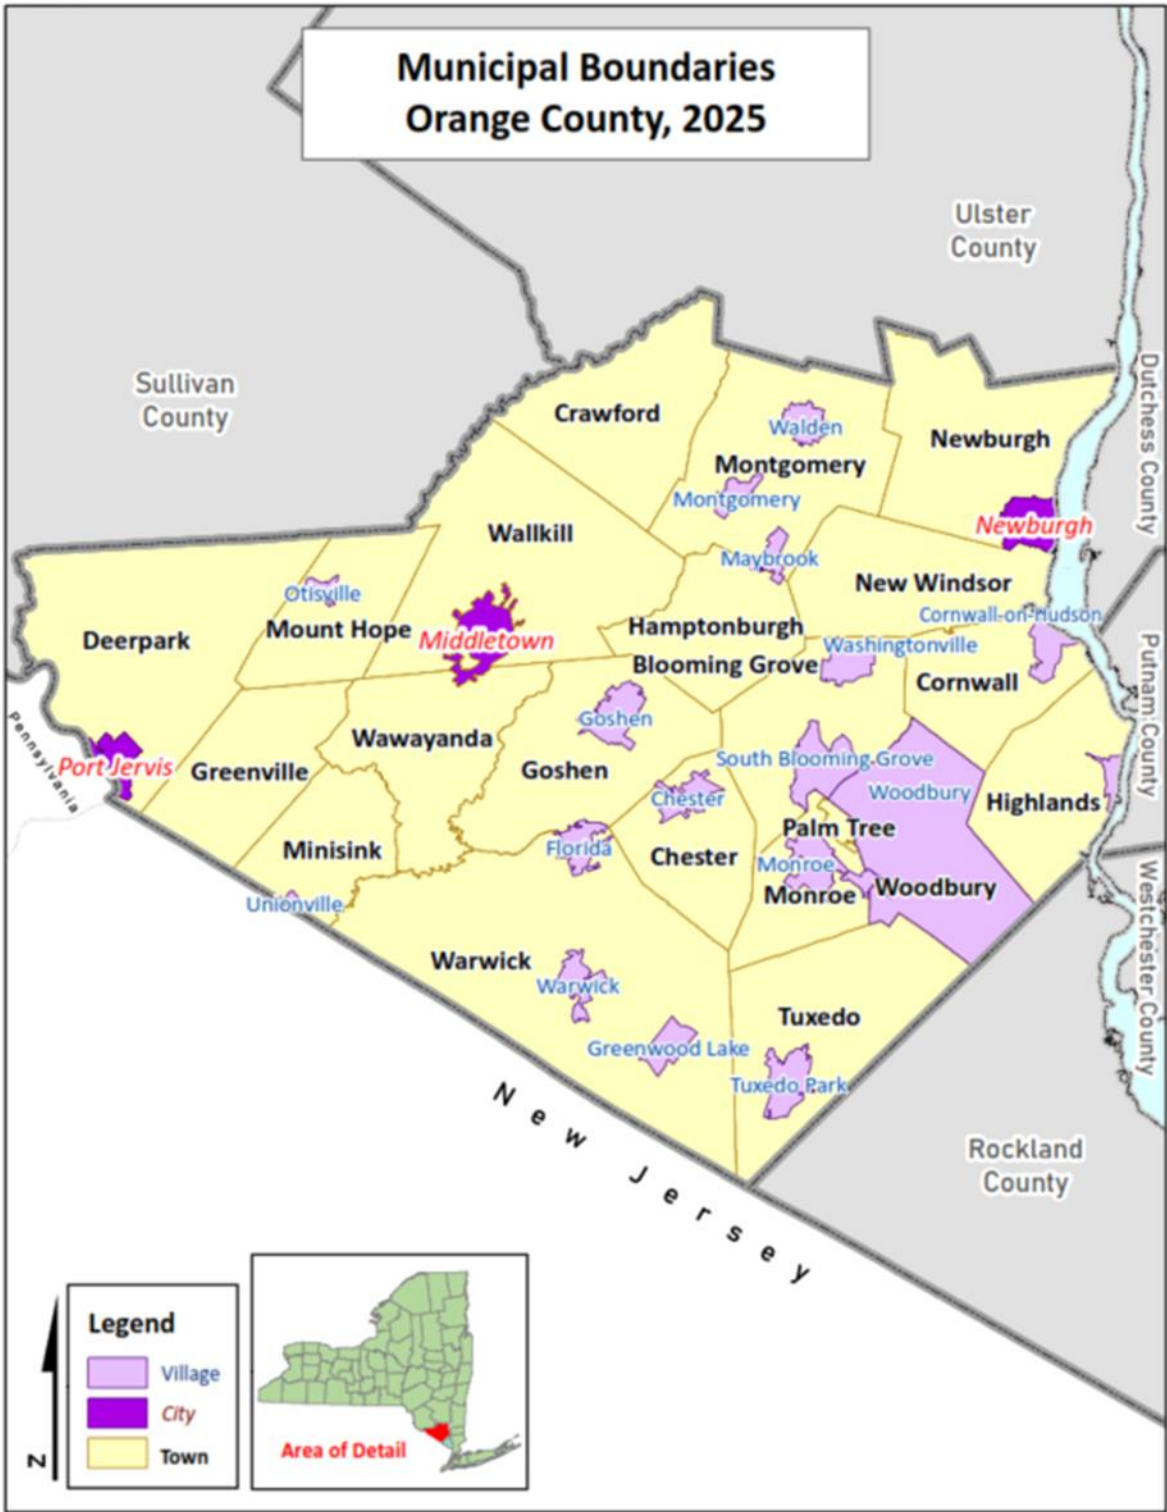 Municipal Boundaries
Orange County, 2025
Ulster
County
Sullivan
County
Dutchess County
Putnam County
Westchester County
Rockland
County
Pennsylvania
New Jersey
Crawford
Walden
Montgomery
Montgomery
Newburgh
Newburgh
Wallkill
Maybrook
New Windsor
Otisville
Cornwall-on-Hudson
Deerpark
Mount Hope
Middletown
Hamptonburgh
Blooming Grove
Washingtonville
Cornwall
Goshen
Wawayanda
Port Jervis
Greenville
Goshen
South Blooming Grove
Woodbury
Chester
Highlands
Palm Tree
Minisink
Florida
Chester
Monroe
Monroe
Woodbury
Unionville
Warwick
Warwick
Tuxedo
Greenwood Lake
Tuxedo Park
Legend
Village
City
Town
N
Area of Detail